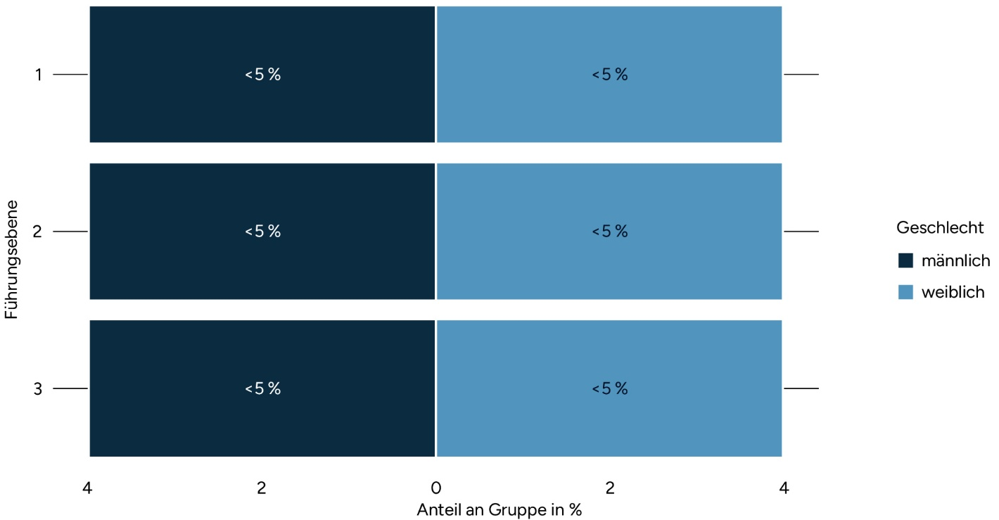 1
<5 %
<5 %
2
<5 %
<5 %
3
<5 %
<5 %
Führungsebene
4
2
0
2
4
Anteil an Gruppe in %
Geschlecht
männlich
weiblich